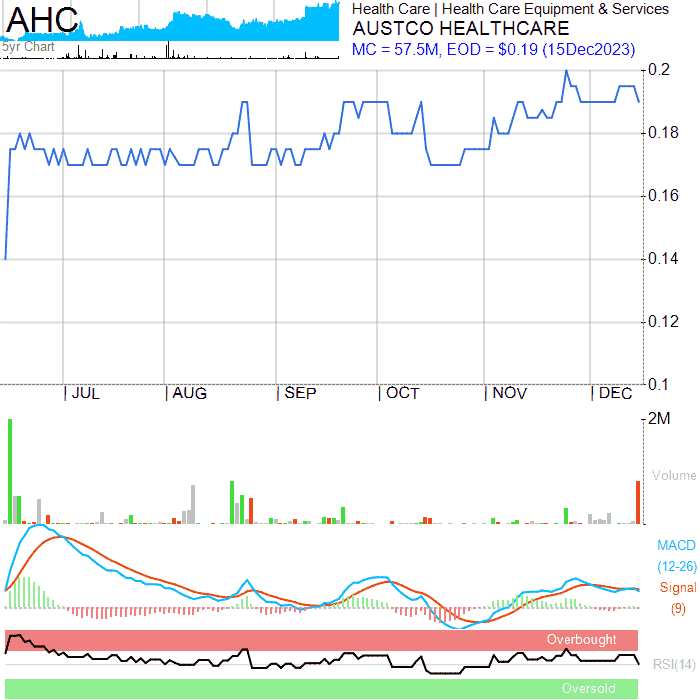 AHC
5yr Chart
Health Care | Health Care Equipment & Services
AUSTCO HEALTHCARE
MC = 57.5M, EOD = $0.19 (15Dec2023)
0.2
0.18
0.16
0.14
0.12
0.1
| JUL | AUG | SEP | OCT | NOV | DEC
2M
Volume
MACD
(12-26)
Signal
(9)
Overbought
RSI(14)
Oversold